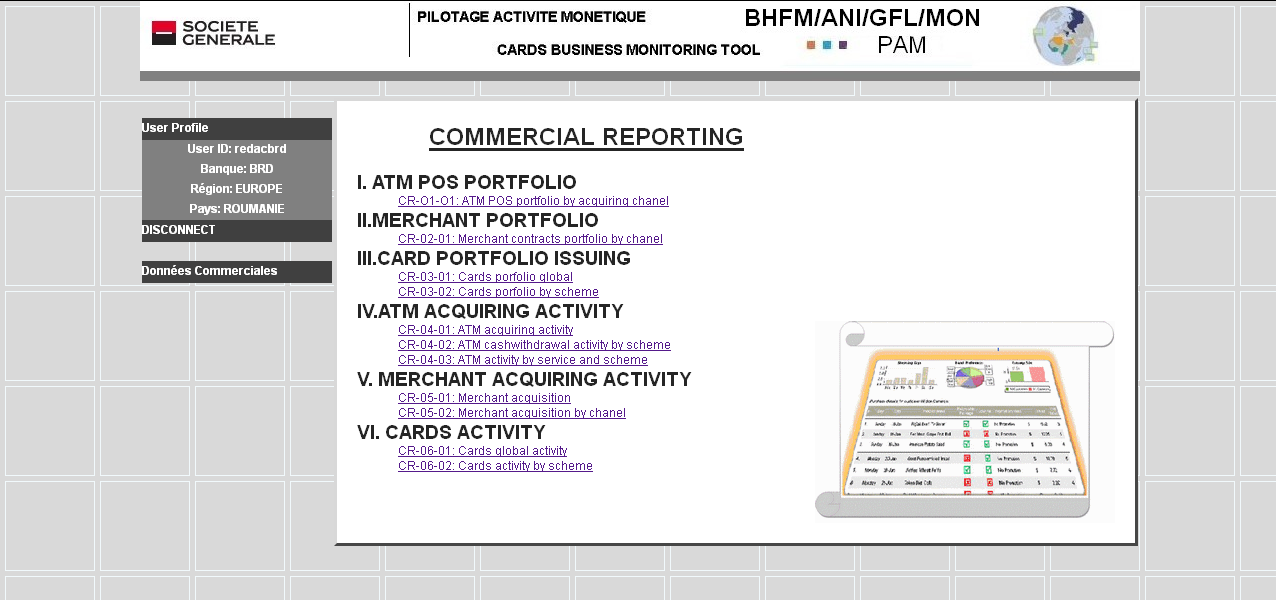 SOCIETE
GENERALE
PILOTAGE ACTIVITE MONETIQUE
CARDS BUSINESS MONITORING TOOL
BHFM/ANI/GFL/MON
PAM
User Profile
User ID: redacbrd
Banque: BRD
Région: EUROPE
Pays: ROUMANIE
DISCONNECT
Données Commerciales
COMMERCIAL REPORTING
I. ATM POS PORTFOLIO
CR-O1-O1: ATM POS portfolio by acquiring chanel
II.MERCHANT PORTFOLIO
CR-02-01: Merchant contracts portfolio by chanel
III.CARD PORTFOLIO ISSUING
CR-03-01: Cards porfolio global
CR-03-02: Cards porfolio by scheme
IV.ATM ACQUIRING ACTIVITY
CR-04-01: ATM acquiring activity
CR-04-02: ATM cashwithdrawal activity by scheme
CR-04-03: ATM activity by service and scheme
V. MERCHANT ACQUIRING ACTIVITY
CR-05-01: Merchant acquisition
CR-05-02: Merchant acquisition by chanel
VI. CARDS ACTIVITY
CR-06-01: Cards global activity
CR-06-02: Cards activity by scheme